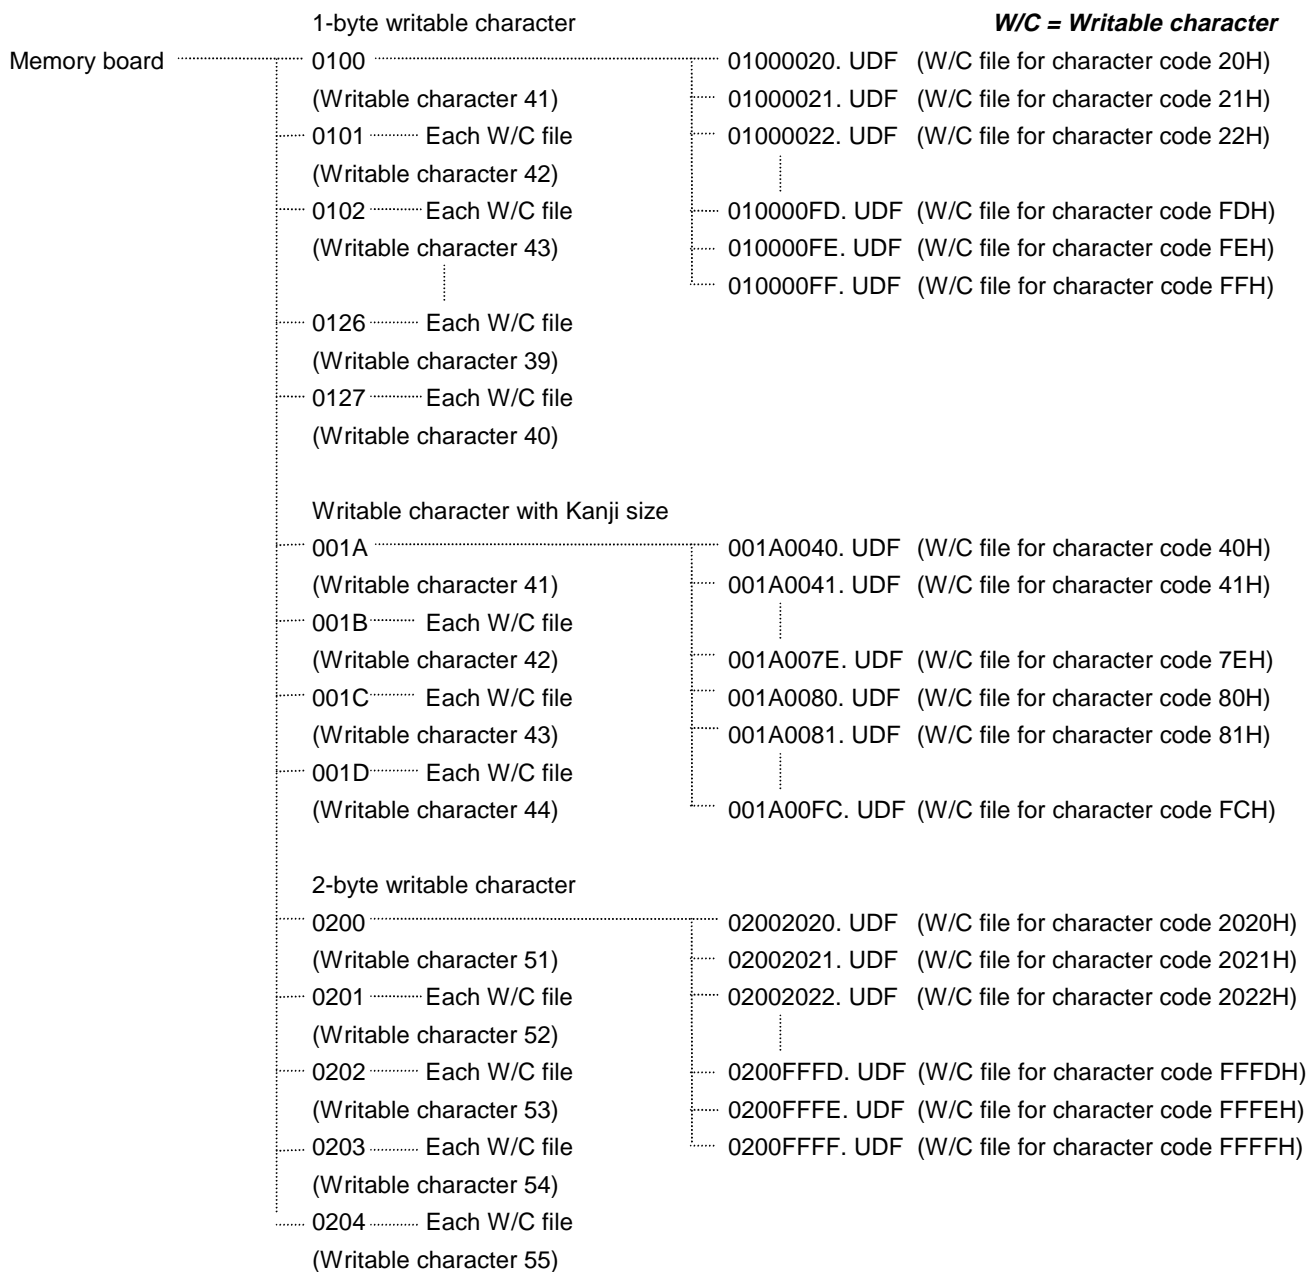 1-byte writable character W/C = Writable character
Memory board 0100 01000020. UDF (W/C file for character code 20H)
(Writable character 41) 01000021. UDF (W/C file for character code 21H)
0101 Each W/C file 01000022. UDF (W/C file for character code 22H)
(Writable character 42)
0102 Each W/C file 010000FD. UDF (W/C file for character code FDH)
(Writable character 43) 010000FE. UDF (W/C file for character code FEH)
010000FF. UDF (W/C file for character code FFH)
0126 Each W/C file
(Writable character 39)
0127 Each W/C file
(Writable character 40)
Writable character with Kanji size
001A 001A0040. UDF (W/C file for character code 40H)
(Writable character 41) 001A0041. UDF (W/C file for character code 41H)
001B Each W/C file
(Writable character 42) 001A007E. UDF (W/C file for character code 7EH)
001C Each W/C file 001A0080. UDF (W/C file for character code 80H)
(Writable character 43) 001A0081. UDF (W/C file for character code 81H)
001D Each W/C file
(Writable character 44) 001A00FC. UDF (W/C file for character code FCH)
2-byte writable character
0200 02002020. UDF (W/C file for character code 2020H)
(Writable character 51) 02002021. UDF (W/C file for character code 2021H)
0201 Each W/C file 02002022. UDF (W/C file for character code 2022H)
(Writable character 52)
0202 Each W/C file 0200FFFD. UDF (W/C file for character code FFFDH)
(Writable character 53) 0200FFFE. UDF (W/C file for character code FFFEH)
0203 Each W/C file 0200FFFF. UDF (W/C file for character code FFFFH)
(Writable character 54)
0204 Each W/C file
(Writable character 55)